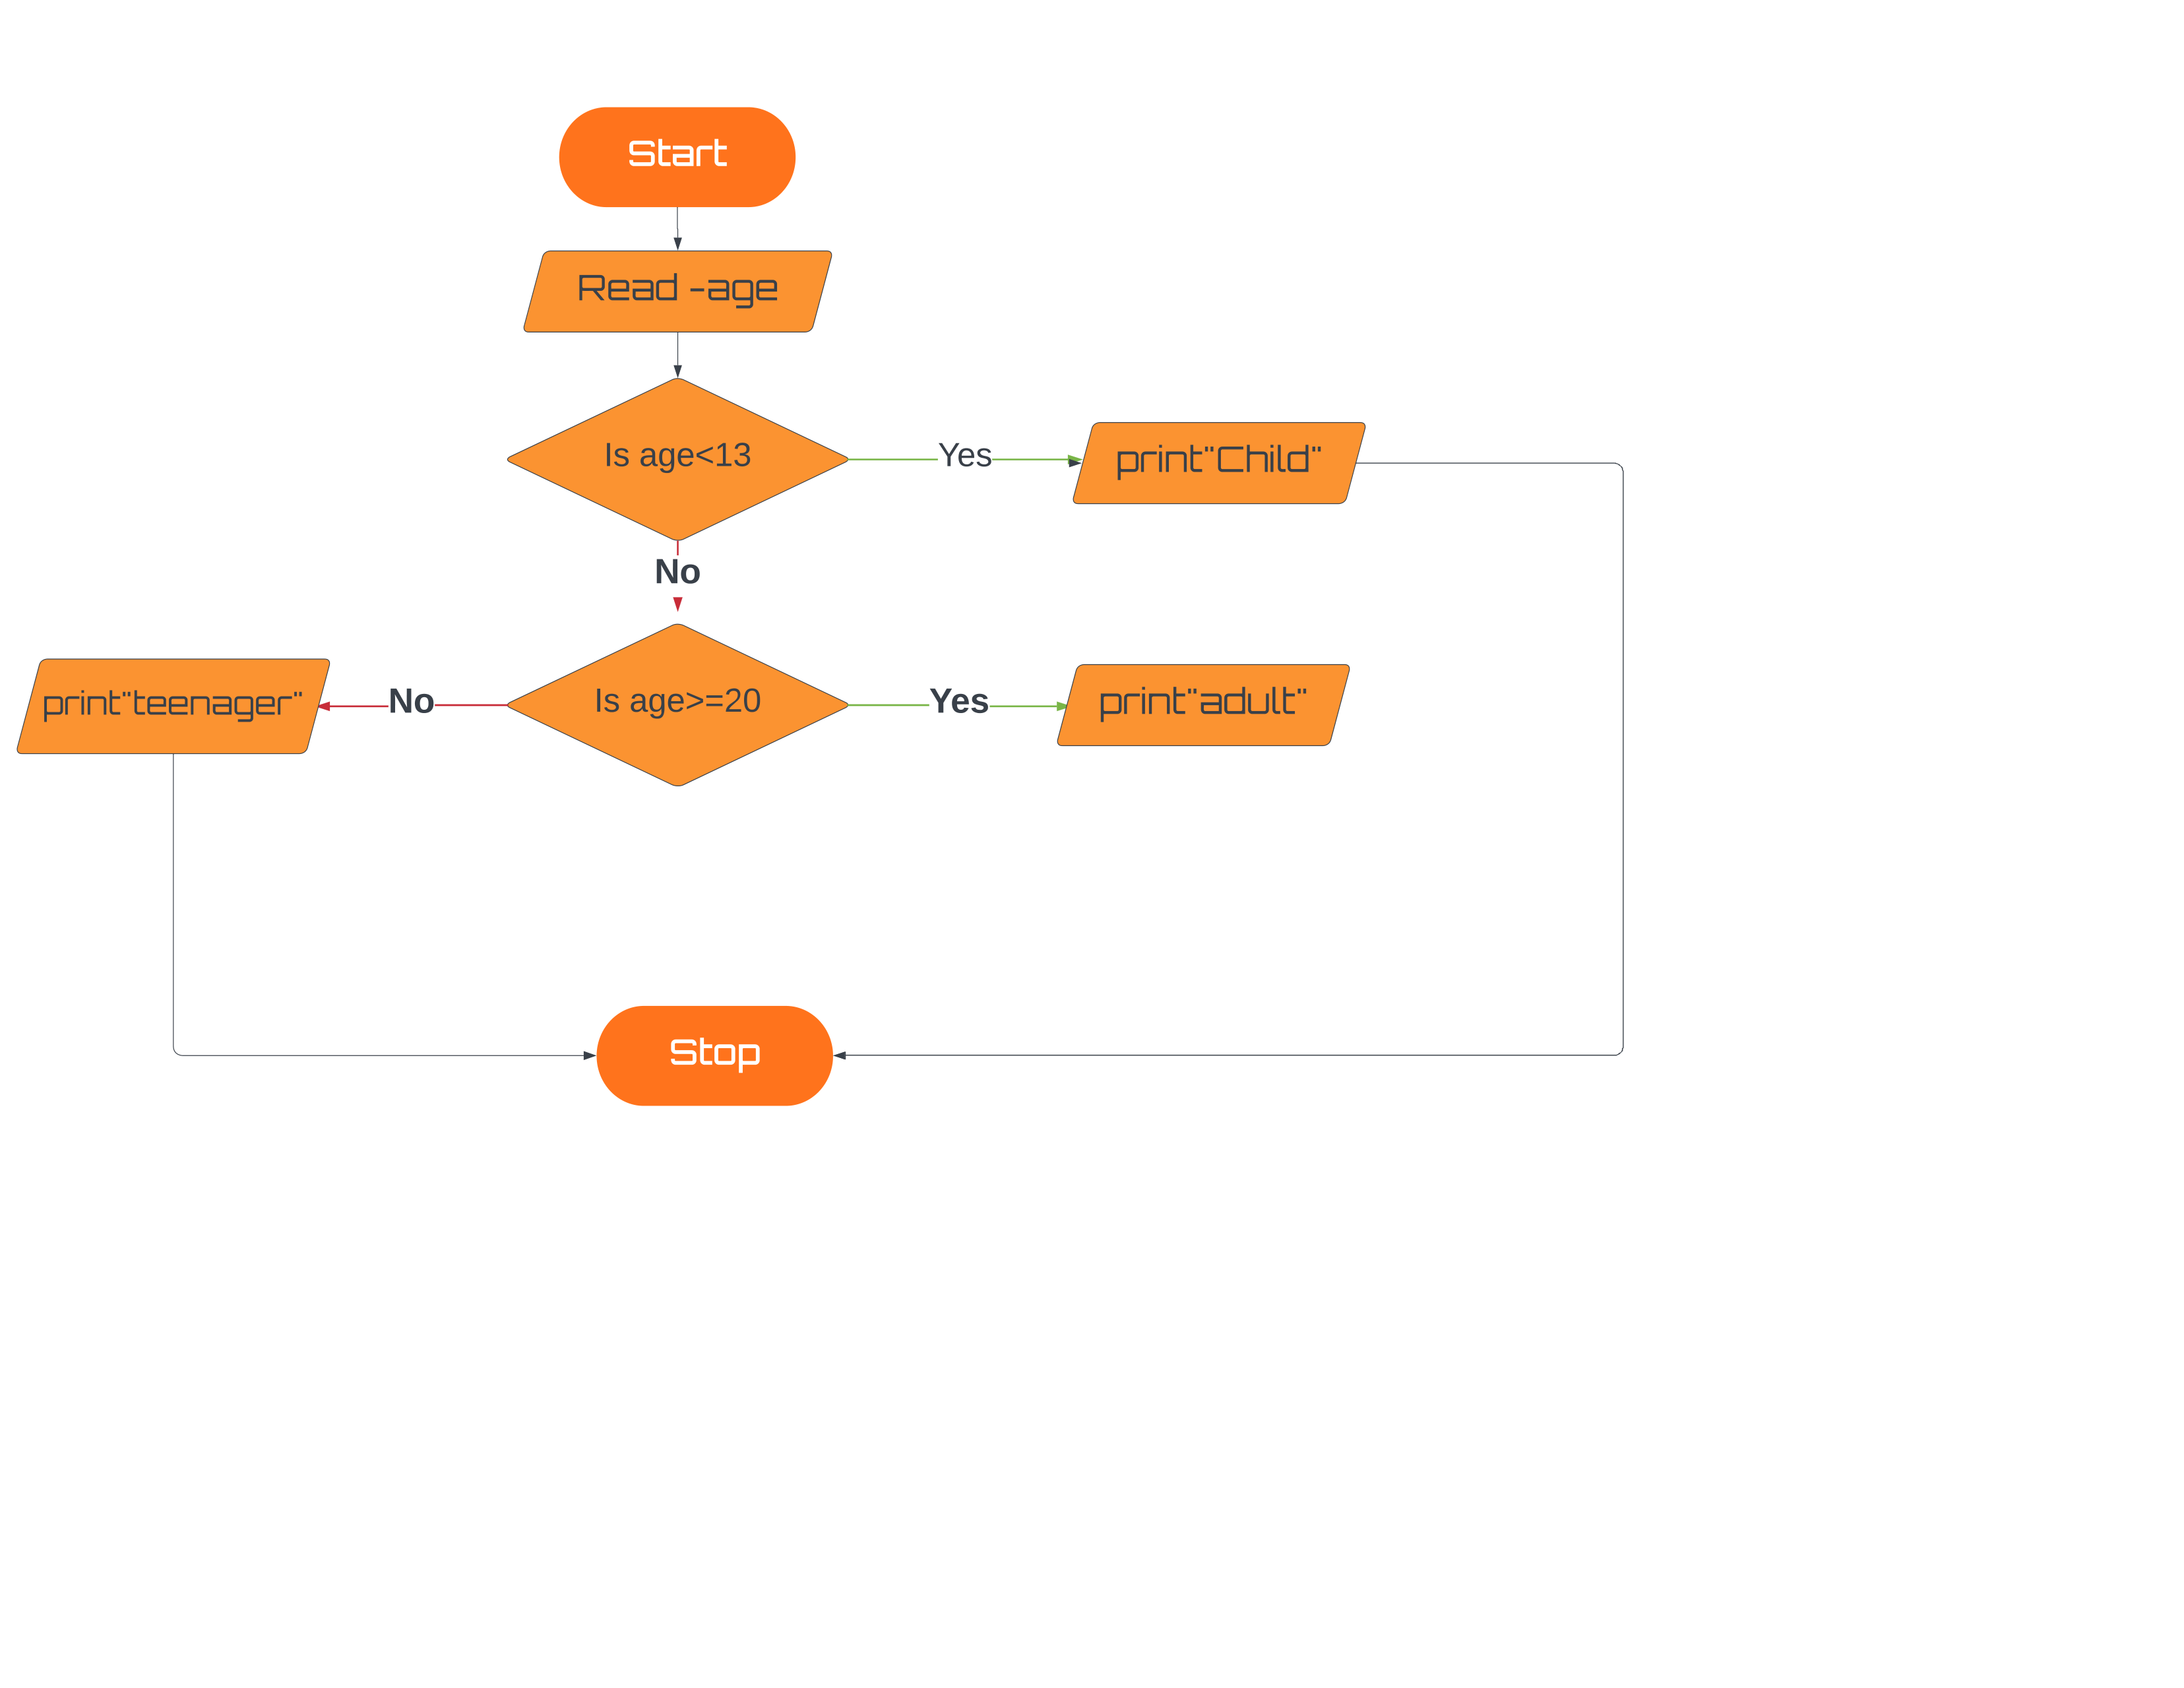 Start
Read -age
Is age<13
Yes
print"Child"
No
print"teenager"
No
Is age>=20
Yes
print"adult"
Stop